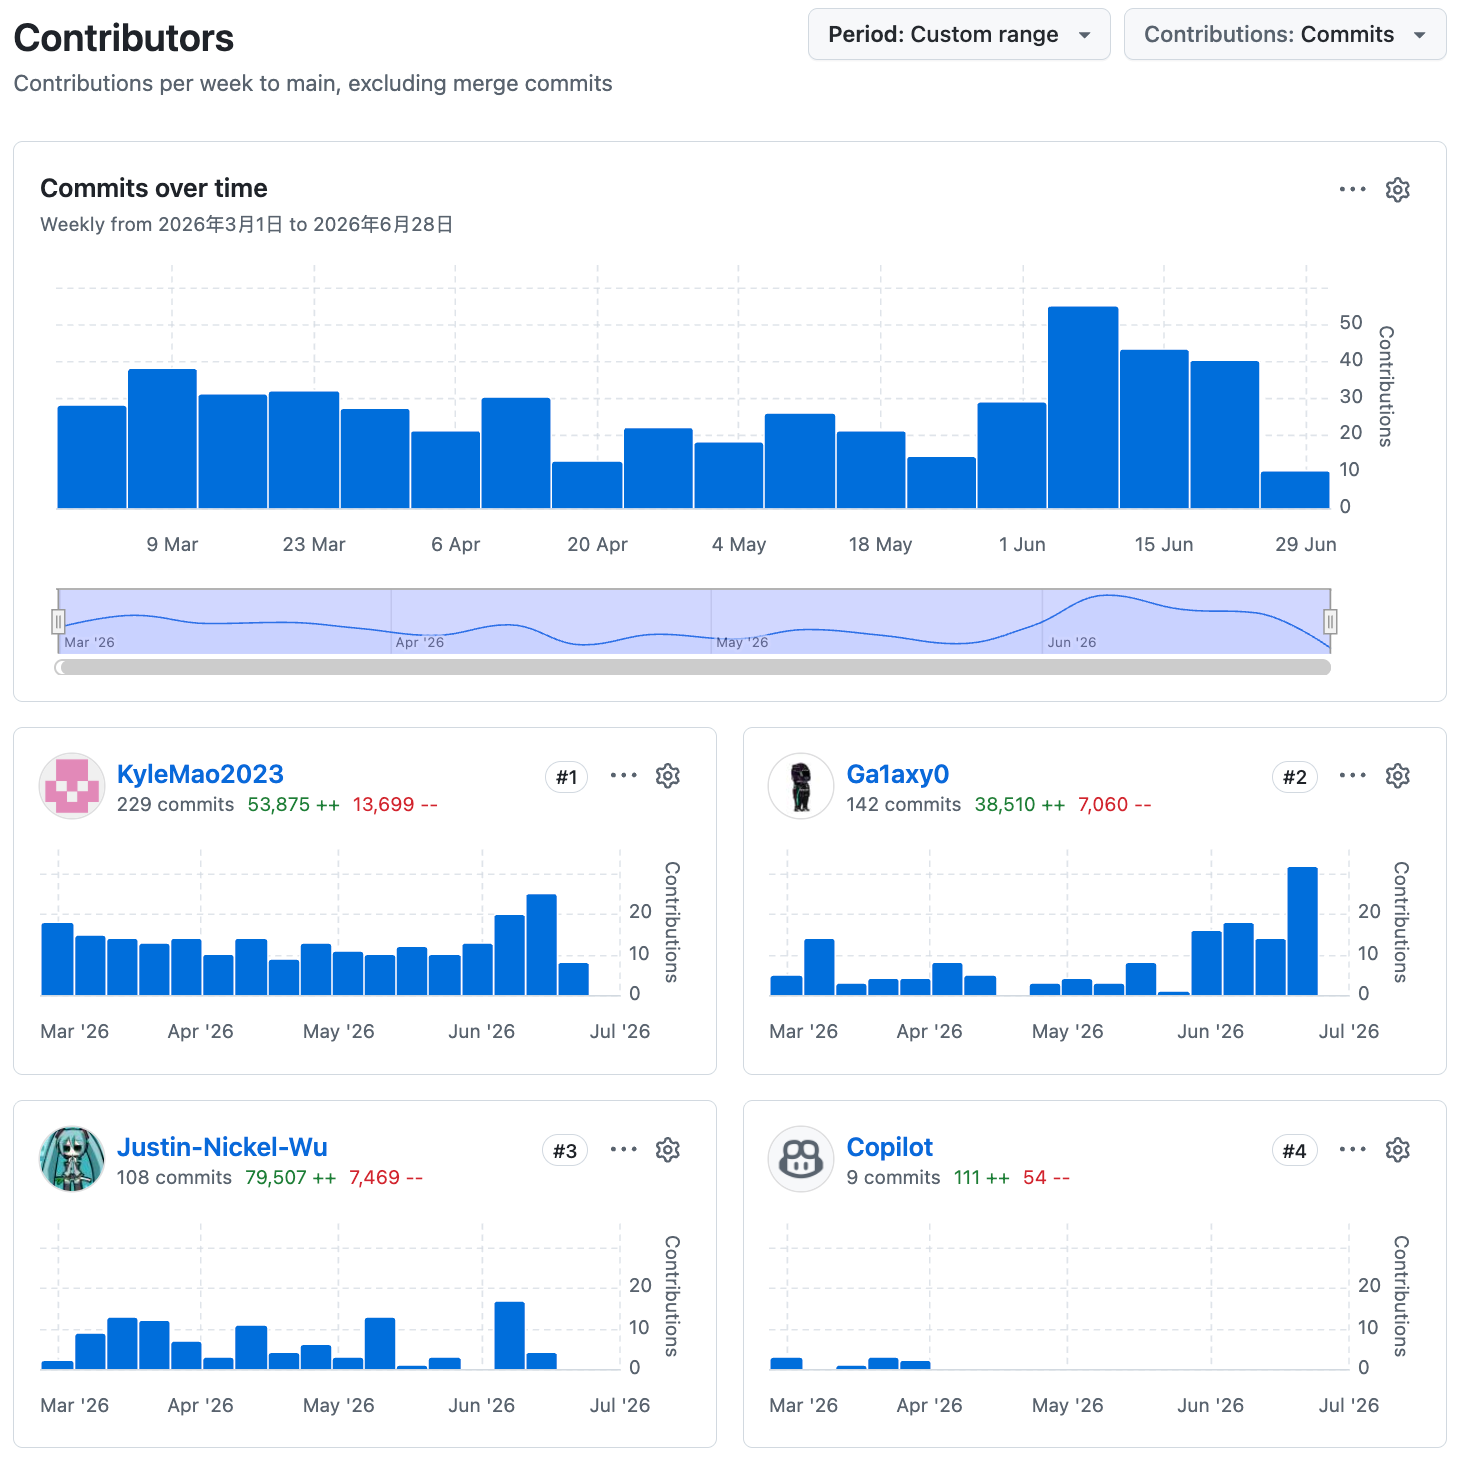 Contributors
Period: Custom range
Contributions: Commits
Contributions per week to main, excluding merge commits
Commits over time
Weekly from 2026年3月1日 to 2026年6月28日
50
40
30
20
10
0
Contributions
9 Mar
23 Mar
6 Apr
20 Apr
4 May
18 May
1 Jun
15 Jun
29 Jun
Mar '26
Apr '26
May '26
Jun '26
KyleMao2023
#1
229 commits 53,875 ++ 13,699 --
20
10
0
Contributions
Mar '26
Apr '26
May '26
Jun '26
Jul '26
Ga1axy0
#2
142 commits 38,510 ++ 7,060 --
20
10
0
Contributions
Mar '26
Apr '26
May '26
Jun '26
Jul '26
Justin-Nickel-Wu
#3
108 commits 79,507 ++ 7,469 --
20
10
0
Contributions
Mar '26
Apr '26
May '26
Jun '26
Jul '26
Copilot
#4
9 commits 111 ++ 54 --
20
10
0
Contributions
Mar '26
Apr '26
May '26
Jun '26
Jul '26